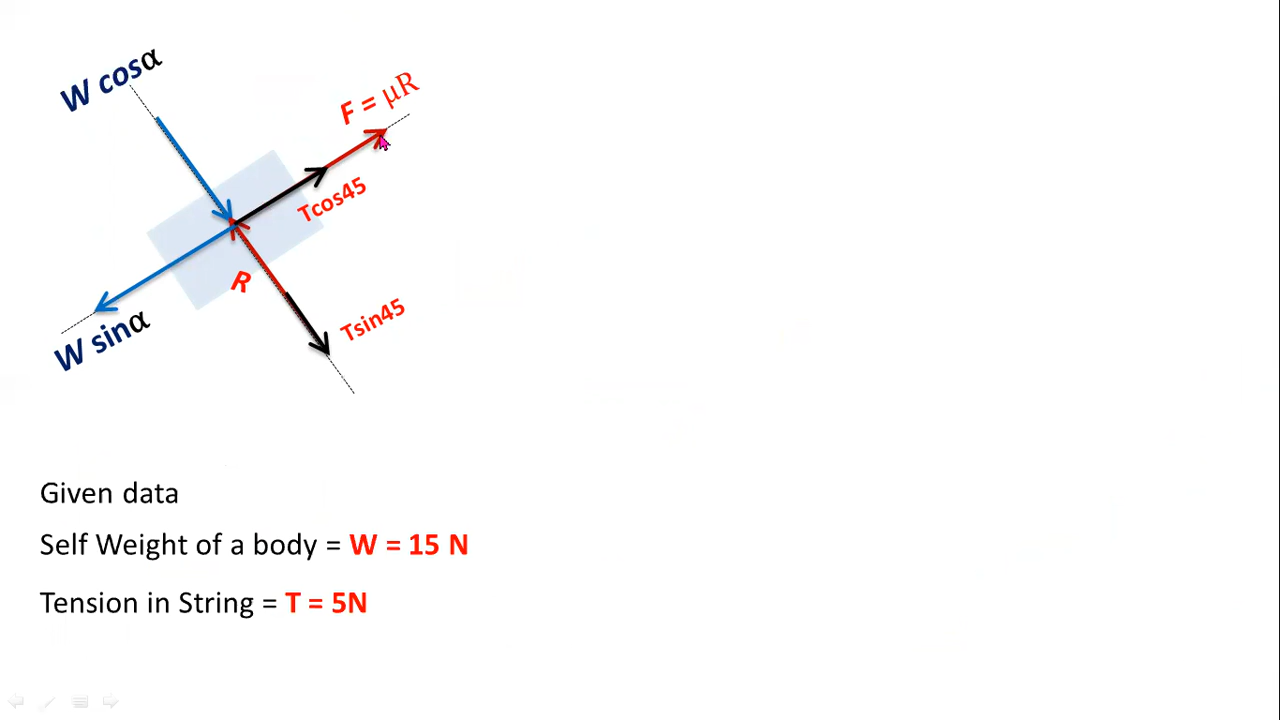 W cosα
F = μR
Tcos45
R
Tsin45
W sinα
Given data
Self Weight of a body = W = 15 N
Tension in String = T = 5N